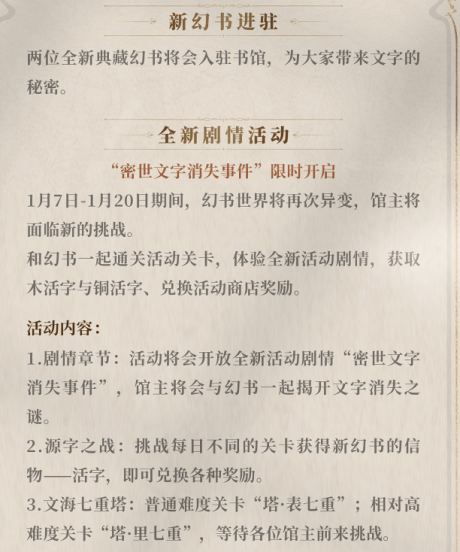 新幻书进驻
两位全新典藏幻书将会入驻书馆，为大家带来文字的
秘密。
全新剧情活动
“密世文字消失事件”限时开启
1月7日-1月20日期间，幻书世界将再次异变，馆主将
面临新的挑战。
和幻书一起通关活动关卡，体验全新活动剧情，获取
木活字与铜活字、兑换活动商店奖励。
活动内容：
1.剧情章节：活动将会开放全新活动剧情“密世文字
消失事件”，馆主将会与幻书一起揭开文字消失之
谜。
2.源字之战：挑战每日不同的关卡获得新幻书的信
物——活字，即可兑换各种奖励。
3.文海七重塔：普通难度关卡“塔·表七重”；相对高
难度关卡“塔·里七重”，等待各位馆主前来挑战。